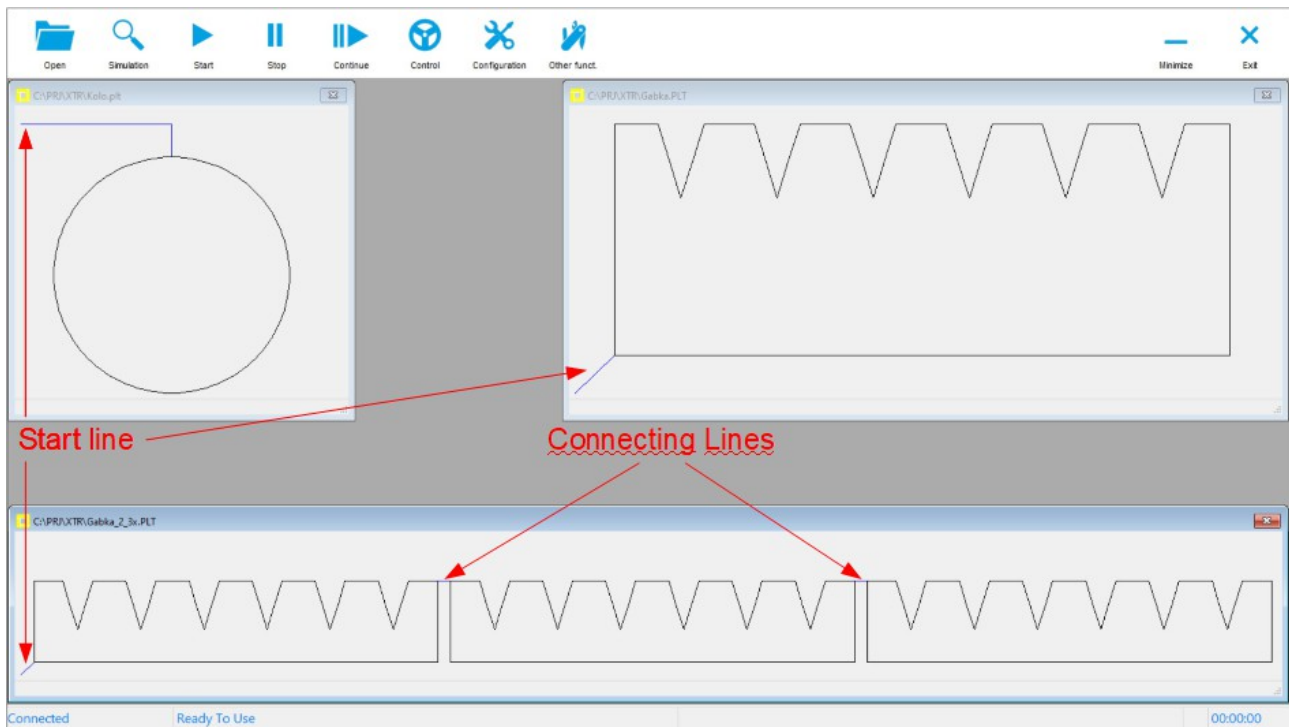 Open Simulation Start Stop Continue Control Configuration Other funct. Minimize Exit
C:\PRJ\XTR\Kolo.plt
C:\PRJ\XTR\Gabka.PLT
Start line
Connecting Lines
C:\PRJ\XTR\Gabka_2_3x.PLT
Connected Ready To Use 00:00:00